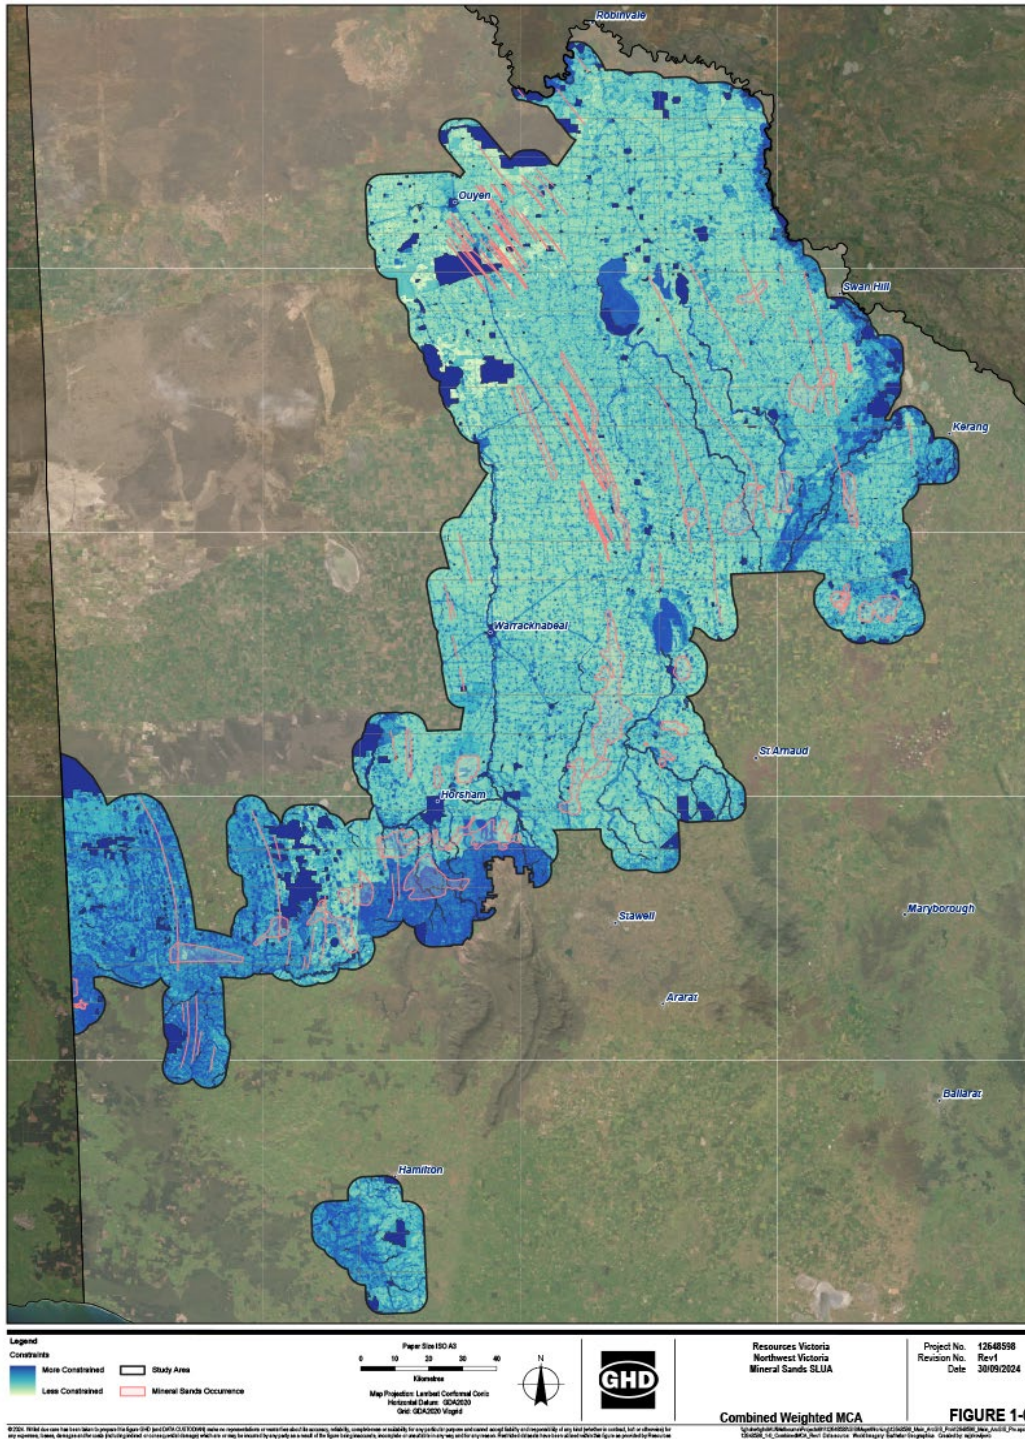 Robinvale
Ouyen
Swan Hill
Kerang
Warracknabeal
St Arnaud
Horsham
Stawell
Maryborough
Ararat
Ballarat
Hamilton
Legend
Constraints
More Constrained
Less Constrained
Study Area
Mineral Sands Occurrence
Paper Size ISO A3
0 10 20 30 40
Kilometres
Map Projection: Lambert Conformal Conic
Horizontal Datum: GDA2020
Grid: GDA2020 Vicgrid
N
GHD
Resources Victoria
Northwest Victoria
Mineral Sands SLUA
Combined Weighted MCA
Project No. 12648598
Revision No. Rev1
Date 30/09/2024
FIGURE 1-